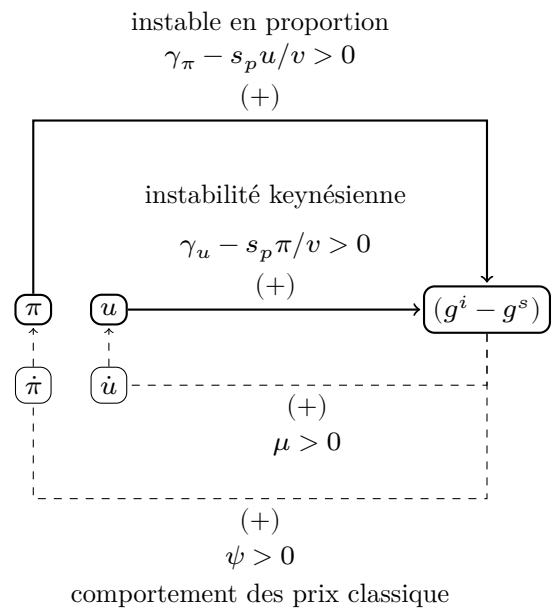 instable en proportion
γ_π − s_p u/v > 0
(+)
instabilité keynésienne
γ_u − s_p π/v > 0
(+)
π u (g^i − g^s)
π̇ u̇
(+)
μ > 0
(+)
ψ > 0
comportement des prix classique